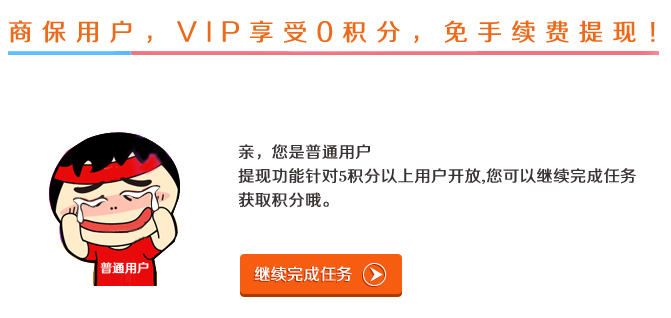 商保用户，VIP享受0积分，免手续费提现!
亲，您是普通用户
提现功能针对5积分以上用户开放,您可以继续完成任务
获取积分哦。
普通用户
继续完成任务